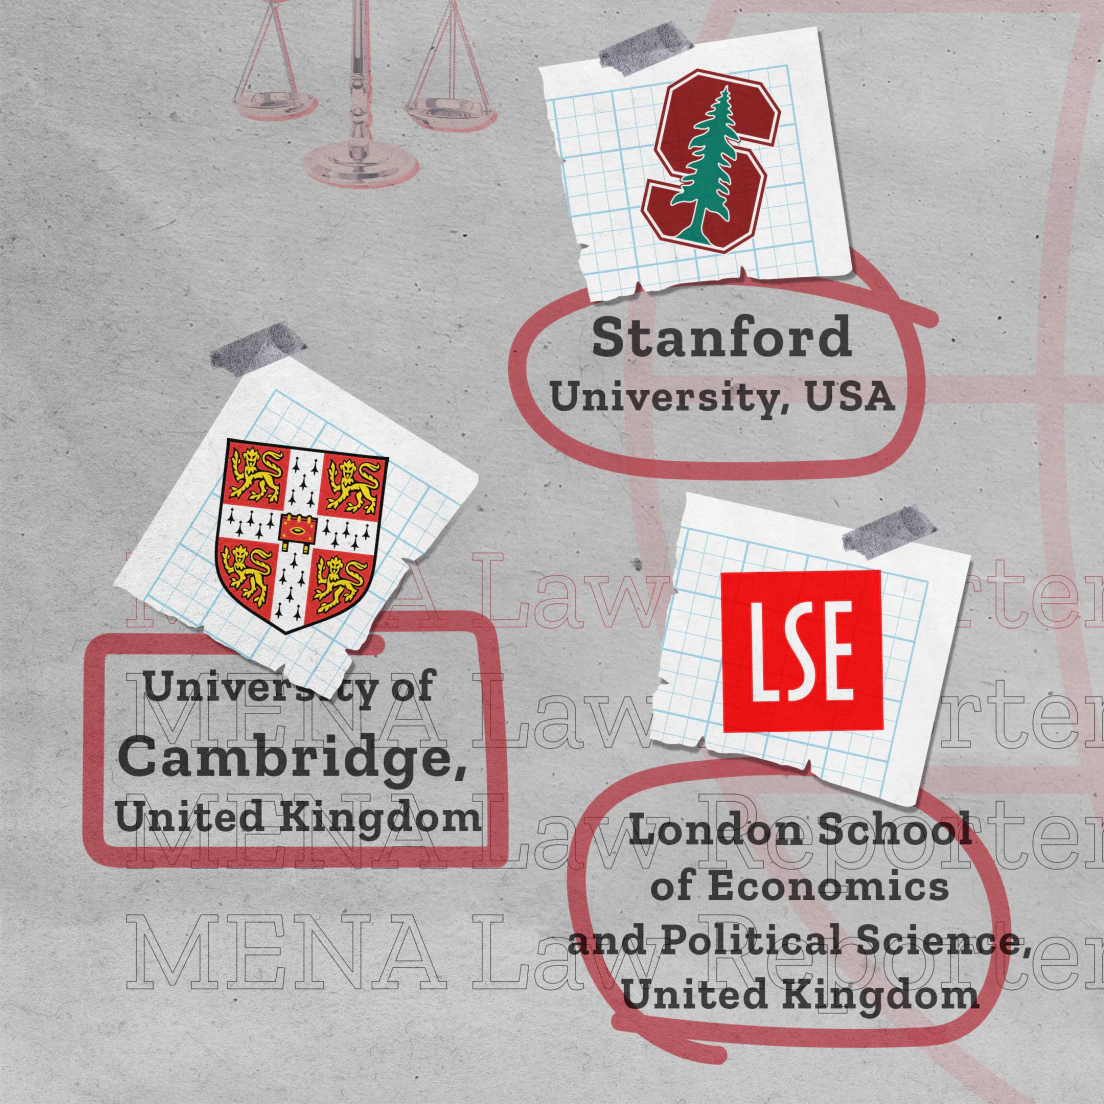 Stanford
University, USA
University of
Cambridge,
United Kingdom
LSE
London School
of Economics
and Political Science,
United Kingdom
MENA Law Reporter
MENA Law Reporter
MENA Law Reporter
MENA Law Reporter